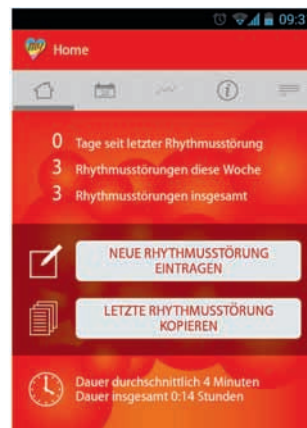 09:3
my
Home
0 Tage seit letzter Rhythmusstörung
3 Rhythmusstörungen diese Woche
3 Rhythmusstörungen insgesamt
NEUE RHYTHMUSSTÖRUNG
EINTRAGEN
LETZTE RHYTHMUSSTÖRUNG
KOPIEREN
Dauer durchschnittlich 4 Minuten
Dauer insgesamt 0:14 Stunden